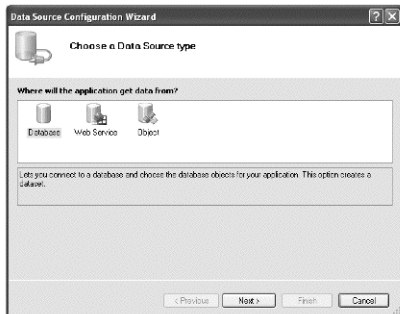 Data Source Configuration Wizard
Choose a Data Source type
Where will the application get data from?
Database Web Service Object
Lets you connect to a database and choose the database objects for your application. This option creates a
dataset.
< Previous Next > Finish Cancel